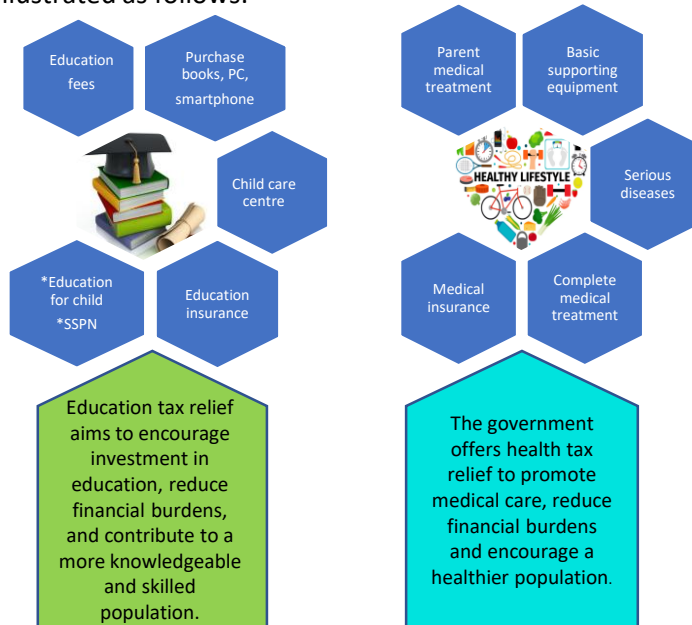 llustrated as follows:
Education
fees
Purchase
books, PC,
smartphone
Child care
centre
*Education
for child
*SSPN
Education
insurance
Education tax relief
aims to encourage
investment in
education, reduce
financial burdens,
and contribute to a
more knowledgeable
and skilled
population.
Parent
medical
treatment
Basic
supporting
equipment
HEALTHY LIFESTYLE
Serious
diseases
Medical
insurance
Complete
medical
treatment
The government
offers health tax
relief to promote
medical care, reduce
financial burdens
and encourage a
healthier population.